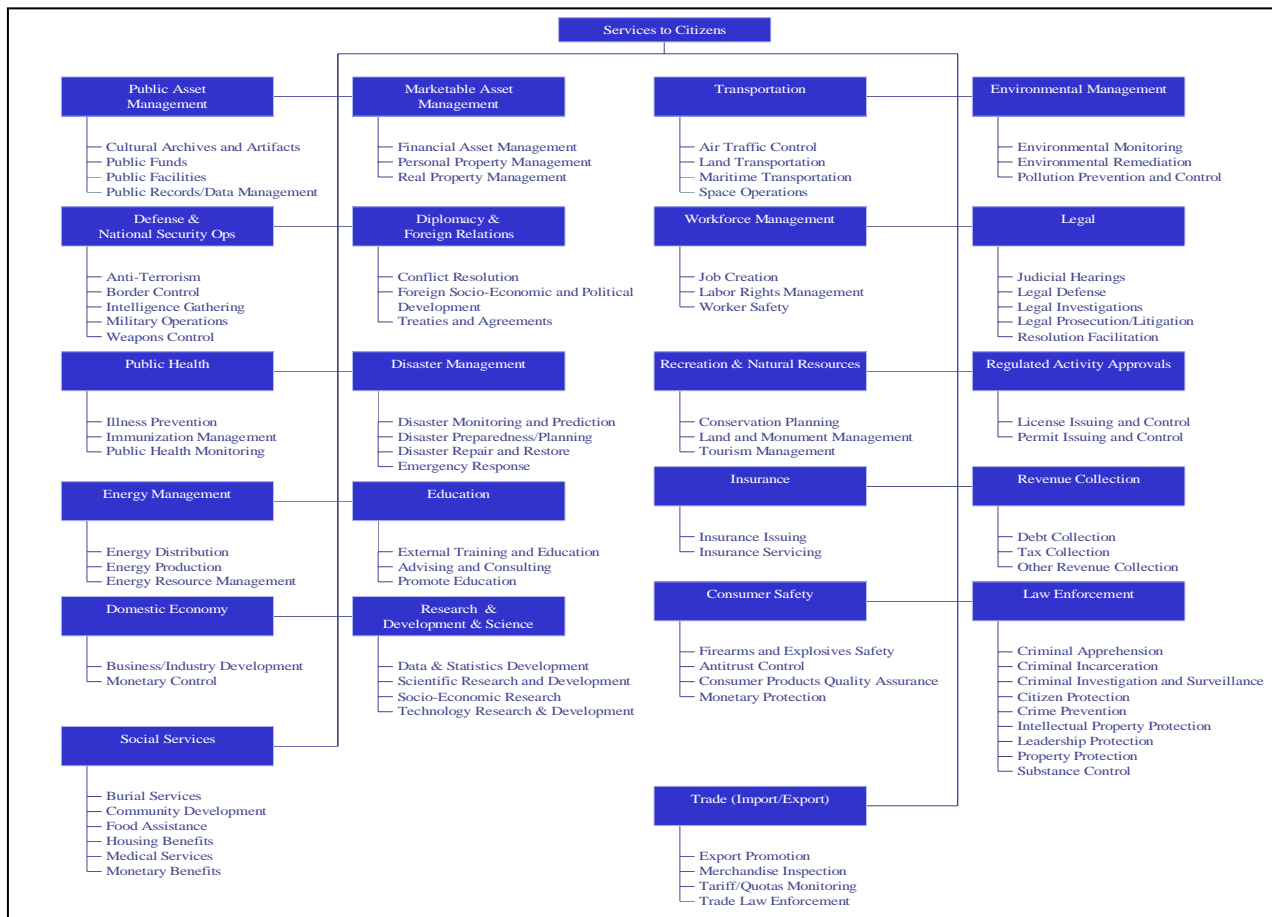 Services to Citizens
Public Asset
Management
Cultural Archives and Artifacts
Public Funds
Public Facilities
Public Records/Data Management
Marketable Asset
Management
Financial Asset Management
Personal Property Management
Real Property Management
Transportation
Air Traffic Control
Land Transportation
Maritime Transportation
Space Operations
Environmental Management
Environmental Monitoring
Environmental Remediation
Pollution Prevention and Control
Defense &
National Security Ops
Anti-Terrorism
Border Control
Intelligence Gathering
Military Operations
Weapons Control
Diplomacy &
Foreign Relations
Conflict Resolution
Foreign Socio-Economic and Political
Development
Treaties and Agreements
Workforce Management
Job Creation
Labor Rights Management
Worker Safety
Legal
Judicial Hearings
Legal Defense
Legal Investigations
Legal Prosecution/Litigation
Resolution Facilitation
Public Health
Illness Prevention
Immunization Management
Public Health Monitoring
Disaster Management
Disaster Monitoring and Prediction
Disaster Preparedness/Planning
Disaster Repair and Restore
Emergency Response
Recreation & Natural Resources
Conservation Planning
Land and Monument Management
Tourism Management
Regulated Activity Approvals
License Issuing and Control
Permit Issuing and Control
Energy Management
Energy Distribution
Energy Production
Energy Resource Management
Education
External Training and Education
Advising and Consulting
Promote Education
Insurance
Insurance Issuing
Insurance Servicing
Revenue Collection
Debt Collection
Tax Collection
Other Revenue Collection
Domestic Economy
Business/Industry Development
Monetary Control
Research &
Development & Science
Data & Statistics Development
Scientific Research and Development
Socio-Economic Research
Technology Research & Development
Consumer Safety
Firearms and Explosives Safety
Antitrust Control
Consumer Products Quality Assurance
Monetary Protection
Law Enforcement
Criminal Apprehension
Criminal Incarceration
Criminal Investigation and Surveillance
Citizen Protection
Crime Prevention
Intellectual Property Protection
Leadership Protection
Property Protection
Substance Control
Social Services
Burial Services
Community Development
Food Assistance
Housing Benefits
Medical Services
Monetary Benefits
Trade (Import/Export)
Export Promotion
Merchandise Inspection
Tariff/Quotas Monitoring
Trade Law Enforcement